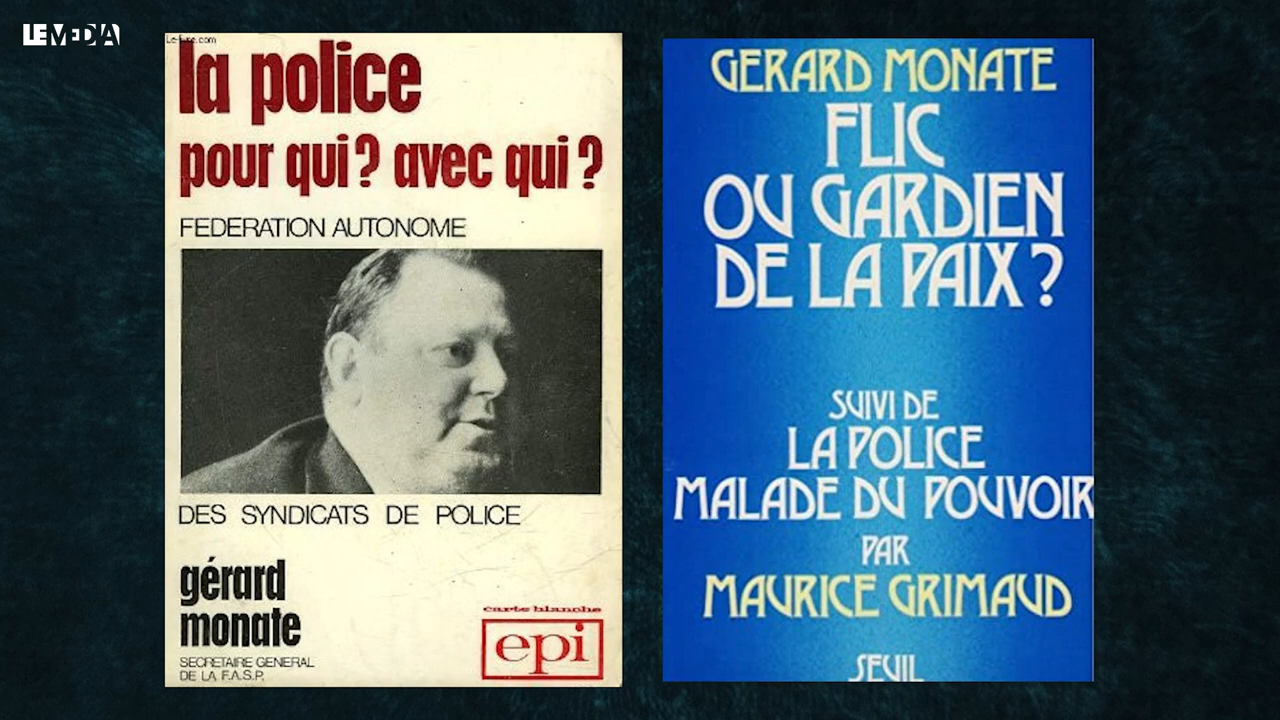 LEMEDIA
Le-livre.com
la police
pour qui? avec qui?
FEDERATION AUTONOME
DES SYNDICATS DE POLICE
gérard
monate
SECRETAIRE GENERAL
DE LA F.A.S.P.
carte blanche
epi
GERARD MONATE
FLIC
OU GARDIEN
DE LA PAIX?
SUIVI DE
LA POLICE
MALADE DU POUVOIR
PAR
MAURICE GRIMAUD
SEUIL